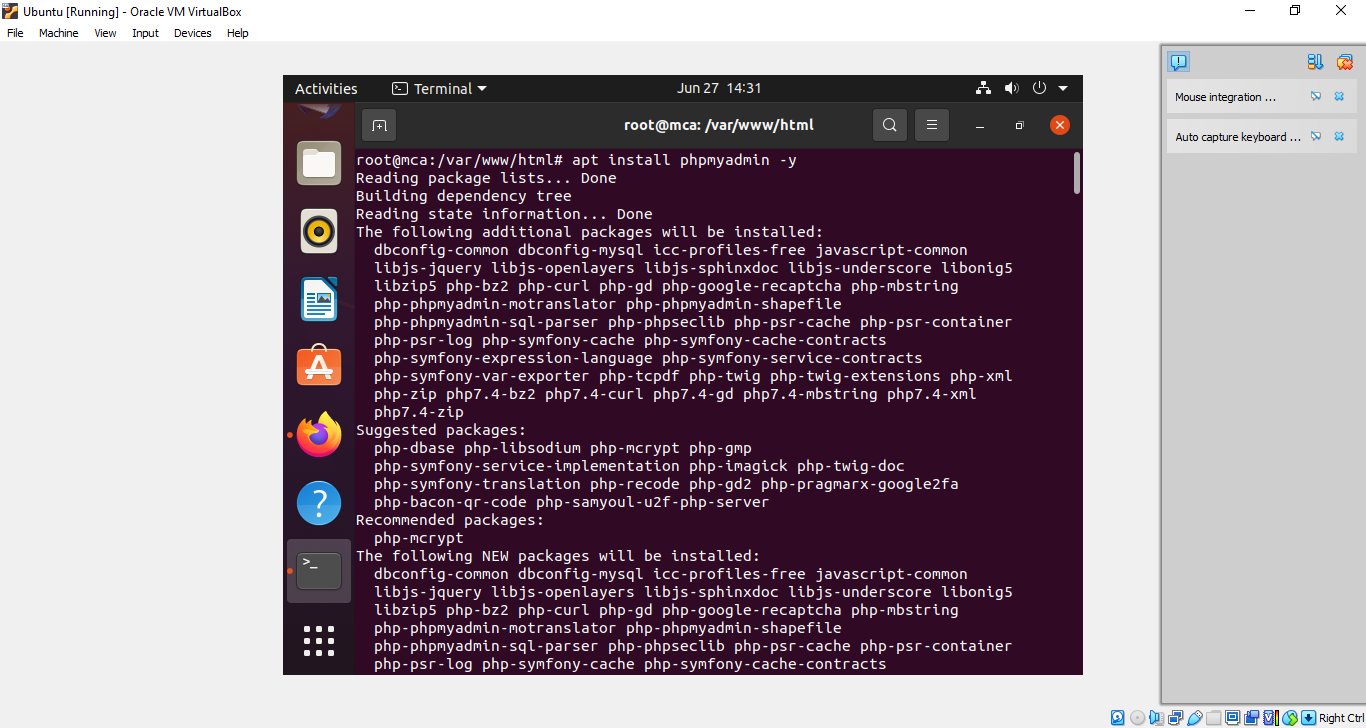 Ubuntu [Running] - Oracle VM VirtualBox
File Machine View Input Devices Help
Activities Terminal Jun 27 14:31
root@mca: /var/www/html
root@mca:/var/www/html# apt install phpmyadmin -y
Reading package lists... Done
Building dependency tree
Reading state information... Done
The following additional packages will be installed:
dbconfig-common dbconfig-mysql icc-profiles-free javascript-common
libjs-jquery libjs-openlayers libjs-sphinxdoc libjs-underscore libonig5
libzip5 php-bz2 php-curl php-gd php-google-recaptcha php-mbstring
php-phpmyadmin-motranslator php-phpmyadmin-shapefile
php-phpmyadmin-sql-parser php-phpseclib php-psr-cache php-psr-container
php-psr-log php-symfony-cache php-symfony-cache-contracts
php-symfony-expression-language php-symfony-service-contracts
php-symfony-var-exporter php-tcpdf php-twig php-twig-extensions php-xml
php-zip php7.4-bz2 php7.4-curl php7.4-gd php7.4-mbstring php7.4-xml
php7.4-zip
Suggested packages:
php-dbase php-libsodium php-mcrypt php-gmp
php-symfony-service-implementation php-imagick php-twig-doc
php-symfony-translation php-recode php-gd2 php-pragmarx-google2fa
php-bacon-qr-code php-samyoul-u2f-php-server
Recommended packages:
php-mcrypt
The following NEW packages will be installed:
dbconfig-common dbconfig-mysql icc-profiles-free javascript-common
libjs-jquery libjs-openlayers libjs-sphinxdoc libjs-underscore libonig5
libzip5 php-bz2 php-curl php-gd php-google-recaptcha php-mbstring
php-phpmyadmin-motranslator php-phpmyadmin-shapefile
php-phpmyadmin-sql-parser php-phpseclib php-psr-cache php-psr-container
php-psr-log php-symfony-cache php-symfony-cache-contracts
Mouse integration ...
Auto capture keyboard ...
Right Ctrl